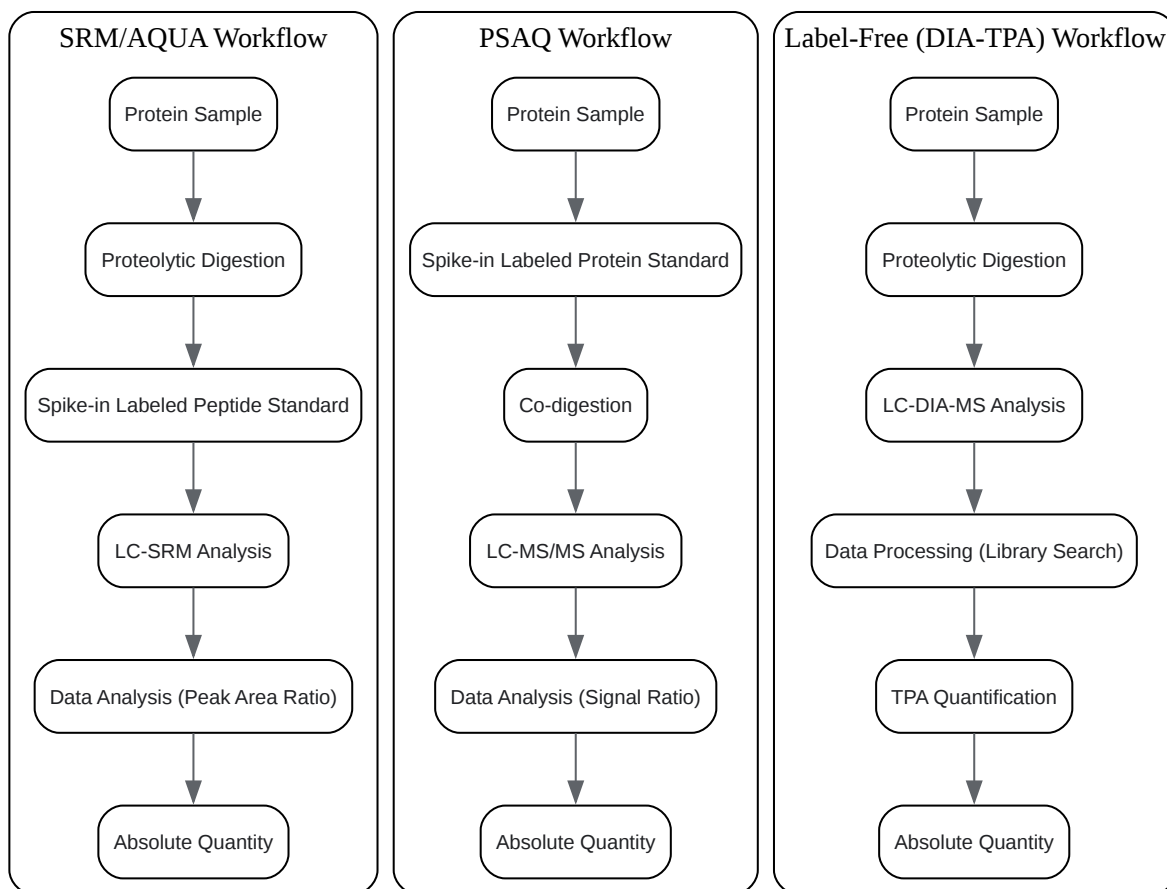 SRM/AQUA Workflow
Protein Sample
Proteolytic Digestion
Spike-in Labeled Peptide Standard
LC-SRM Analysis
Data Analysis (Peak Area Ratio)
Absolute Quantity
PSAQ Workflow
Protein Sample
Spike-in Labeled Protein Standard
Co-digestion
LC-MS/MS Analysis
Data Analysis (Signal Ratio)
Absolute Quantity
Label-Free (DIA-TPA) Workflow
Protein Sample
Proteolytic Digestion
LC-DIA-MS Analysis
Data Processing (Library Search)
TPA Quantification
Absolute Quantity